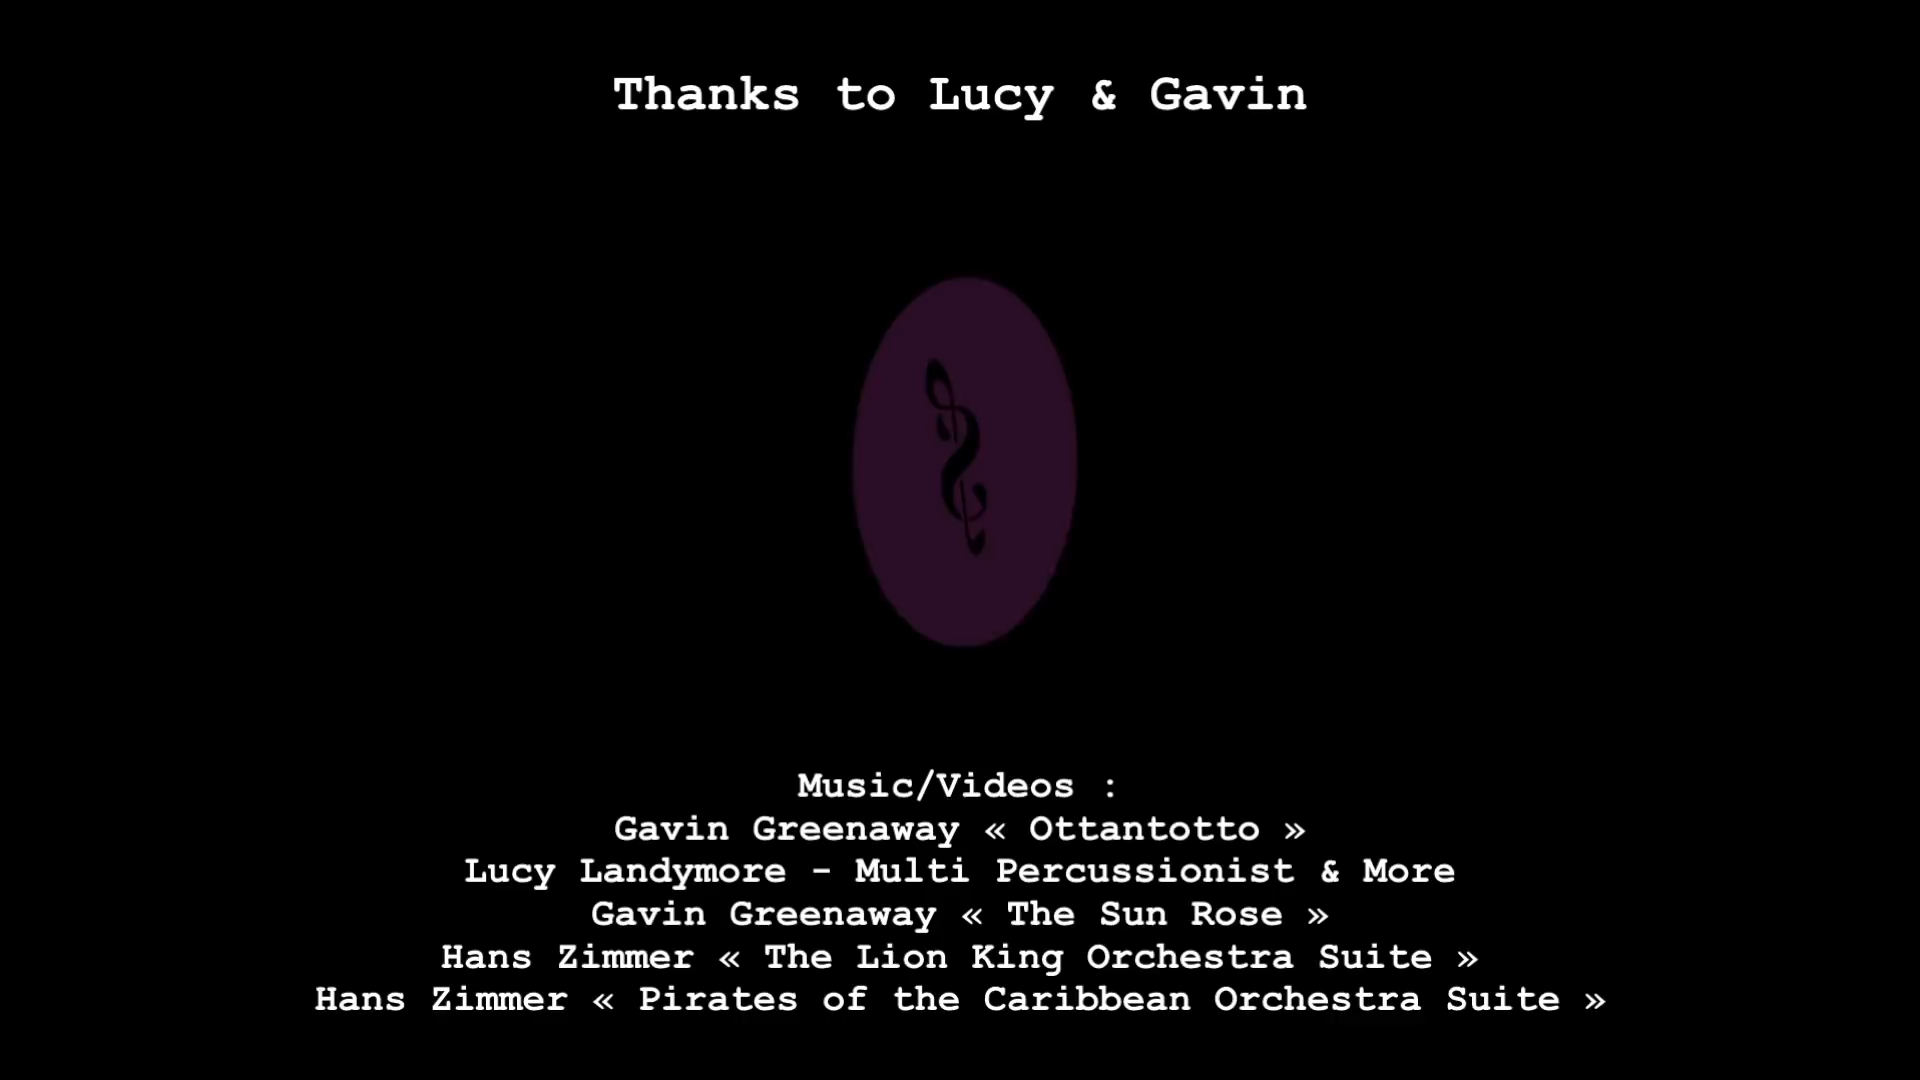 Thanks to Lucy & Gavin
Music/Videos :
Gavin Greenaway « Ottantotto »
Lucy Landymore - Multi Percussionist & More
Gavin Greenaway « The Sun Rose »
Hans Zimmer « The Lion King Orchestra Suite »
Hans Zimmer « Pirates of the Caribbean Orchestra Suite »